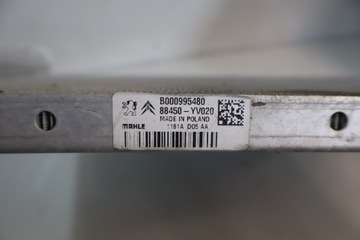 B000995480
88450-YV020
MADE IN POLAND
MAHLE 1181A D05 AA